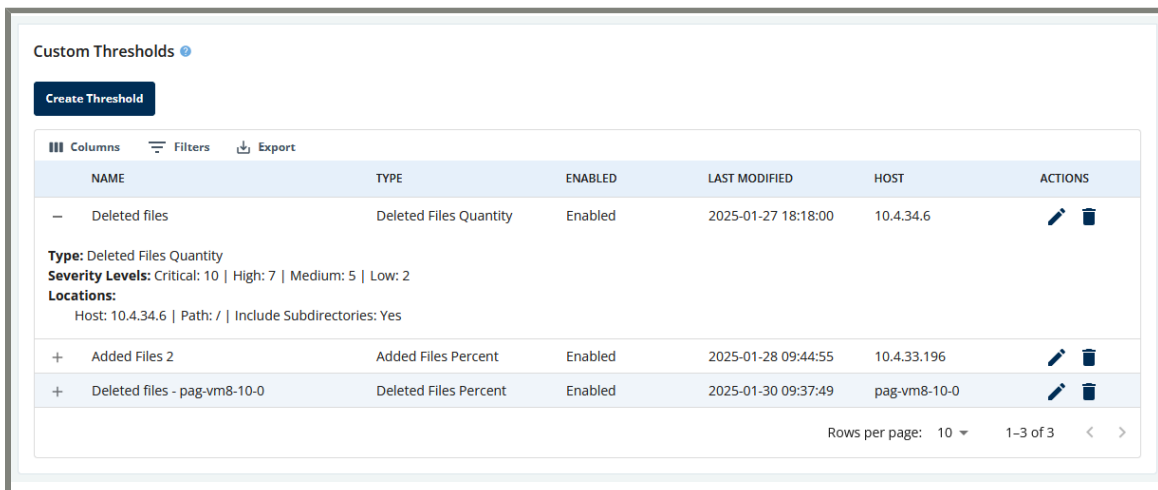 Custom Thresholds ?
Create Threshold
Columns Filters Export
NAME TYPE ENABLED LAST MODIFIED HOST ACTIONS
− Deleted files Deleted Files Quantity Enabled 2025-01-27 18:18:00 10.4.34.6
Type: Deleted Files Quantity
Severity Levels: Critical: 10 | High: 7 | Medium: 5 | Low: 2
Locations:
Host: 10.4.34.6 | Path: / | Include Subdirectories: Yes
+ Added Files 2 Added Files Percent Enabled 2025-01-28 09:44:55 10.4.33.196
+ Deleted files - pag-vm8-10-0 Deleted Files Percent Enabled 2025-01-30 09:37:49 pag-vm8-10-0
Rows per page: 10 1–3 of 3 < >